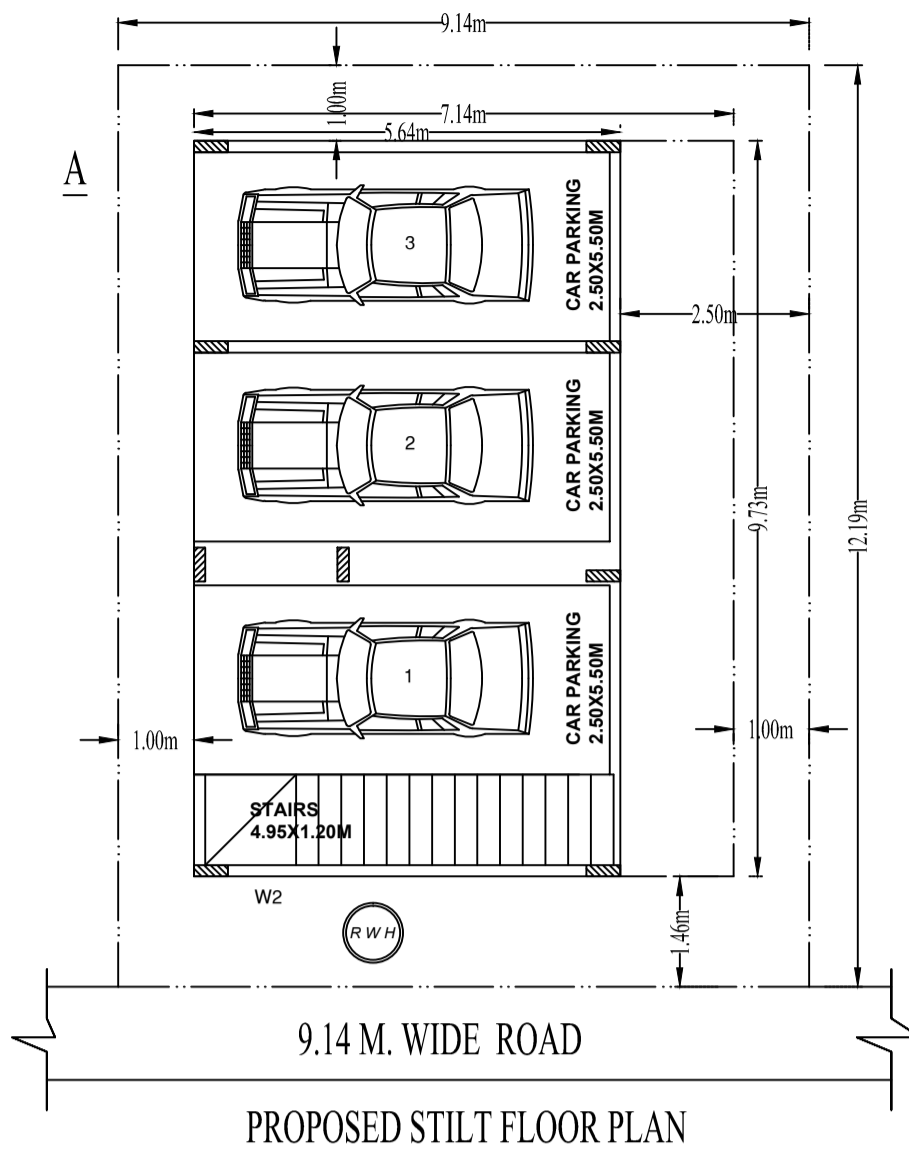 9.14m
1.00m
7.14m
5.64m
A
3
CAR PARKING
2.50X5.50M
2.50m
2
CAR PARKING
2.50X5.50M
9.73m
12.19m
1
CAR PARKING
2.50X5.50M
1.00m
1.00m
STAIRS
4.95X1.20M
W2
RWH
1.46m
9.14 M. WIDE ROAD
PROPOSED STILT FLOOR PLAN